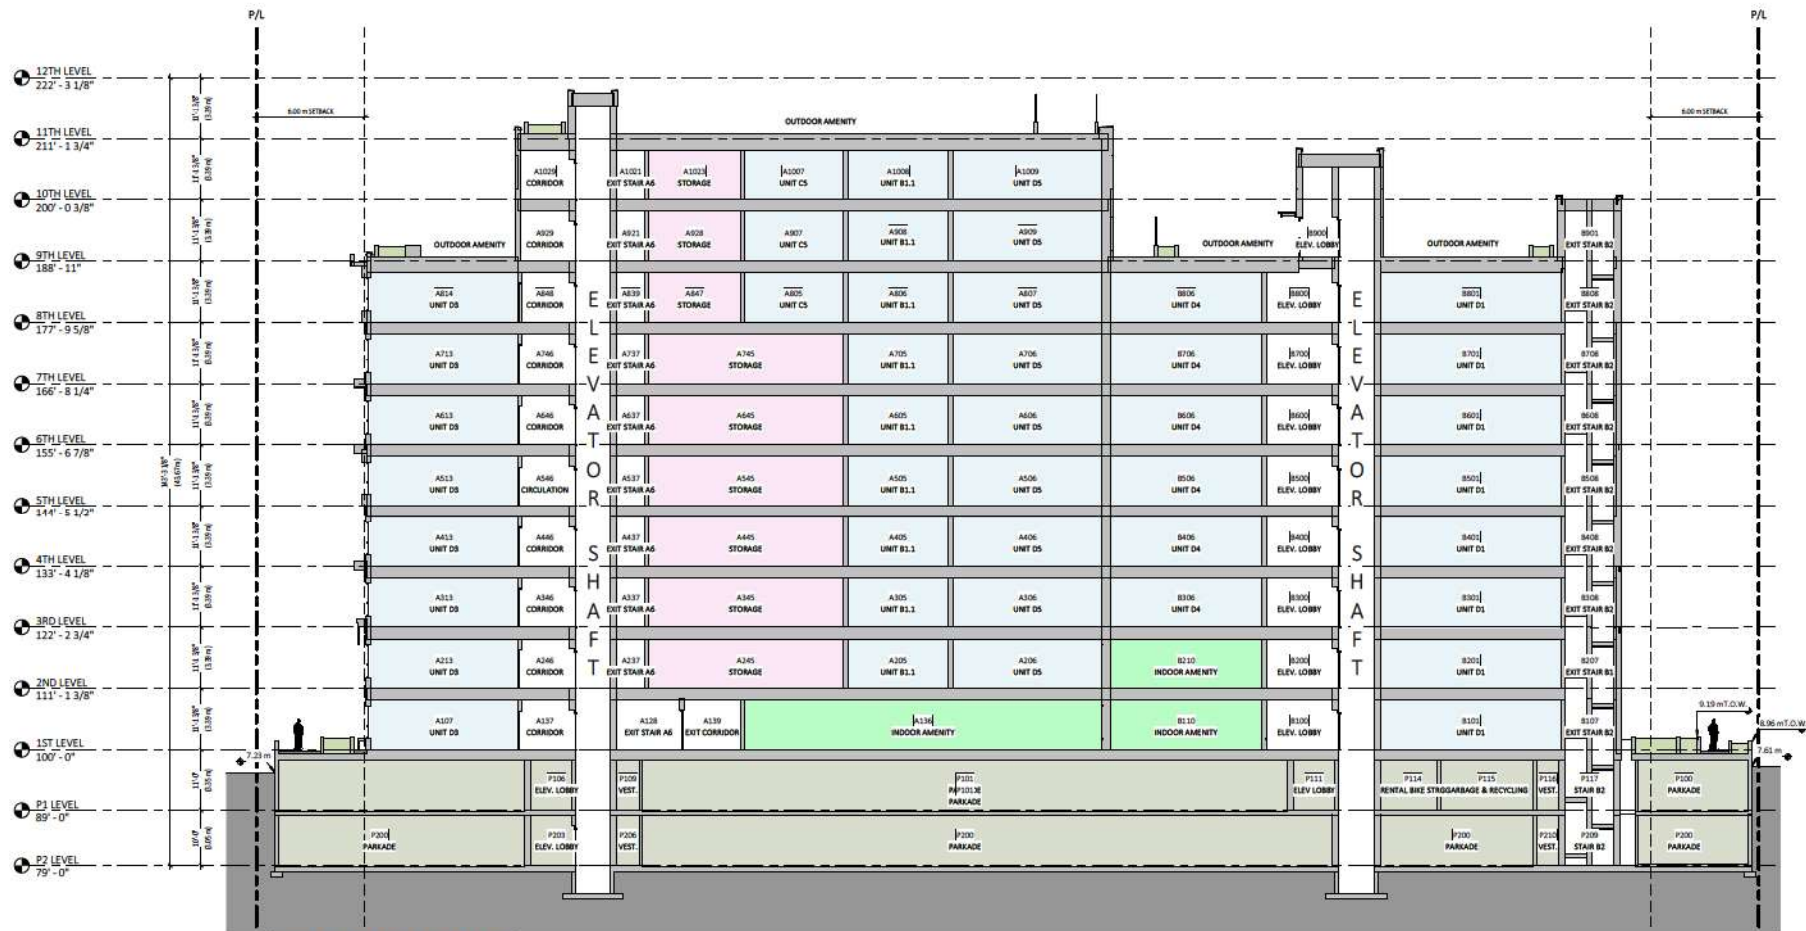 P/L
P/L
12TH LEVEL
222' - 3 1/8"
6.00 m SETBACK
6.00 m SETBACK
OUTDOOR AMENITY
11TH LEVEL
211' - 1 3/4"
A1029 CORRIDOR
A1021 EXIT STAIR A6
A1023 STORAGE
A1007 UNIT C5
A1008 UNIT B1.1
A1009 UNIT D5
10TH LEVEL
200' - 0 3/8"
A929 CORRIDOR
A921 EXIT STAIR A6
A928 STORAGE
A907 UNIT C5
A908 UNIT B1.1
A909 UNIT D5
B900 ELEV. LOBBY
B901 EXIT STAIR B2
OUTDOOR AMENITY
OUTDOOR AMENITY
OUTDOOR AMENITY
9TH LEVEL
188' - 11"
A814 UNIT D3
A848 CORRIDOR
A839 EXIT STAIR A6
A847 STORAGE
A805 UNIT C5
A806 UNIT B1.1
A807 UNIT D5
B806 UNIT D4
B800 ELEV. LOBBY
B801 UNIT D1
B808 EXIT STAIR B2
ELEVATOR SHAFT
ELEVATOR SHAFT
8TH LEVEL
177' - 9 5/8"
A713 UNIT D3
A746 CORRIDOR
A737 EXIT STAIR A6
A745 STORAGE
A705 UNIT B1.1
A706 UNIT D5
B706 UNIT D4
B700 ELEV. LOBBY
B701 UNIT D1
B708 EXIT STAIR B2
7TH LEVEL
166' - 8 1/4"
A613 UNIT D3
A646 CORRIDOR
A637 EXIT STAIR A6
A645 STORAGE
A605 UNIT B1.1
A606 UNIT D5
B606 UNIT D4
B600 ELEV. LOBBY
B601 UNIT D1
B608 EXIT STAIR B2
6TH LEVEL
155' - 6 7/8"
A513 UNIT D3
A546 CIRCULATION
A537 EXIT STAIR A6
A545 STORAGE
A505 UNIT B1.1
A506 UNIT D5
B506 UNIT D4
B500 ELEV. LOBBY
B501 UNIT D1
B508 EXIT STAIR B2
5TH LEVEL
144' - 5 1/2"
A413 UNIT D3
A446 CORRIDOR
A437 EXIT STAIR A6
A445 STORAGE
A405 UNIT B1.1
A406 UNIT D5
B406 UNIT D4
B400 ELEV. LOBBY
B401 UNIT D1
B408 EXIT STAIR B2
4TH LEVEL
133' - 4 1/8"
A313 UNIT D3
A346 CORRIDOR
A337 EXIT STAIR A6
A345 STORAGE
A305 UNIT B1.1
A306 UNIT D5
B306 UNIT D4
B300 ELEV. LOBBY
B301 UNIT D1
B308 EXIT STAIR B2
3RD LEVEL
122' - 2 3/4"
A213 UNIT D3
A246 CORRIDOR
A237 EXIT STAIR A6
A245 STORAGE
A205 UNIT B1.1
A206 UNIT D5
B210 INDOOR AMENITY
B200 ELEV. LOBBY
B201 UNIT D1
B207 EXIT STAIR B1
2ND LEVEL
111' - 1 3/8"
A107 UNIT D3
A137 CORRIDOR
A128 EXIT STAIR A6
A139 EXIT CORRIDOR
A136 INDOOR AMENITY
B110 INDOOR AMENITY
B100 ELEV. LOBBY
B101 UNIT D1
B107 EXIT STAIR B2
9.19 m T.O.W.
8.96 m T.O.W.
1ST LEVEL
100' - 0"
7.23 m
7.61 m
P106 ELEV. LOBBY
P109 VEST.
P101
PARKADE
P111 ELEV LOBBY
P114 RENTAL BIKE STR
P115 GARBAGE & RECYCLING
P116 VEST.
P117 STAIR B2
P100 PARKADE
P1 LEVEL
89' - 0"
P200 PARKADE
P203 ELEV. LOBBY
P206 VEST.
P200 PARKADE
P200 PARKADE
P210 VEST.
P209 STAIR B2
P200 PARKADE
P2 LEVEL
79' - 0"